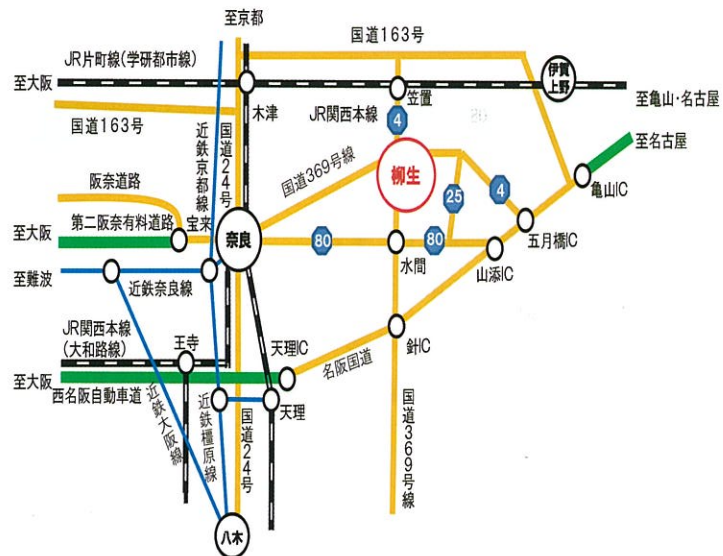 至京都
国道163号
JR片町線(学研都市線)
伊賀
上野
至大阪
笠置
木津
JR関西本線
至亀山・名古屋
国道163号
近鉄京都線
国道24号
4
80
至名古屋
国道369号線
柳生
阪奈道路
25
4
亀山IC
第二阪奈有料道路
宝来
奈良
至大阪
80
80
五月橋IC
水間
山添IC
至難波
近鉄奈良線
JR関西本線
(大和路線)
王寺
天理IC
針IC
名阪国道
至大阪
西名阪自動車道
天理
近鉄大阪線
近鉄橿原線
国道24号
国道369号線
八木